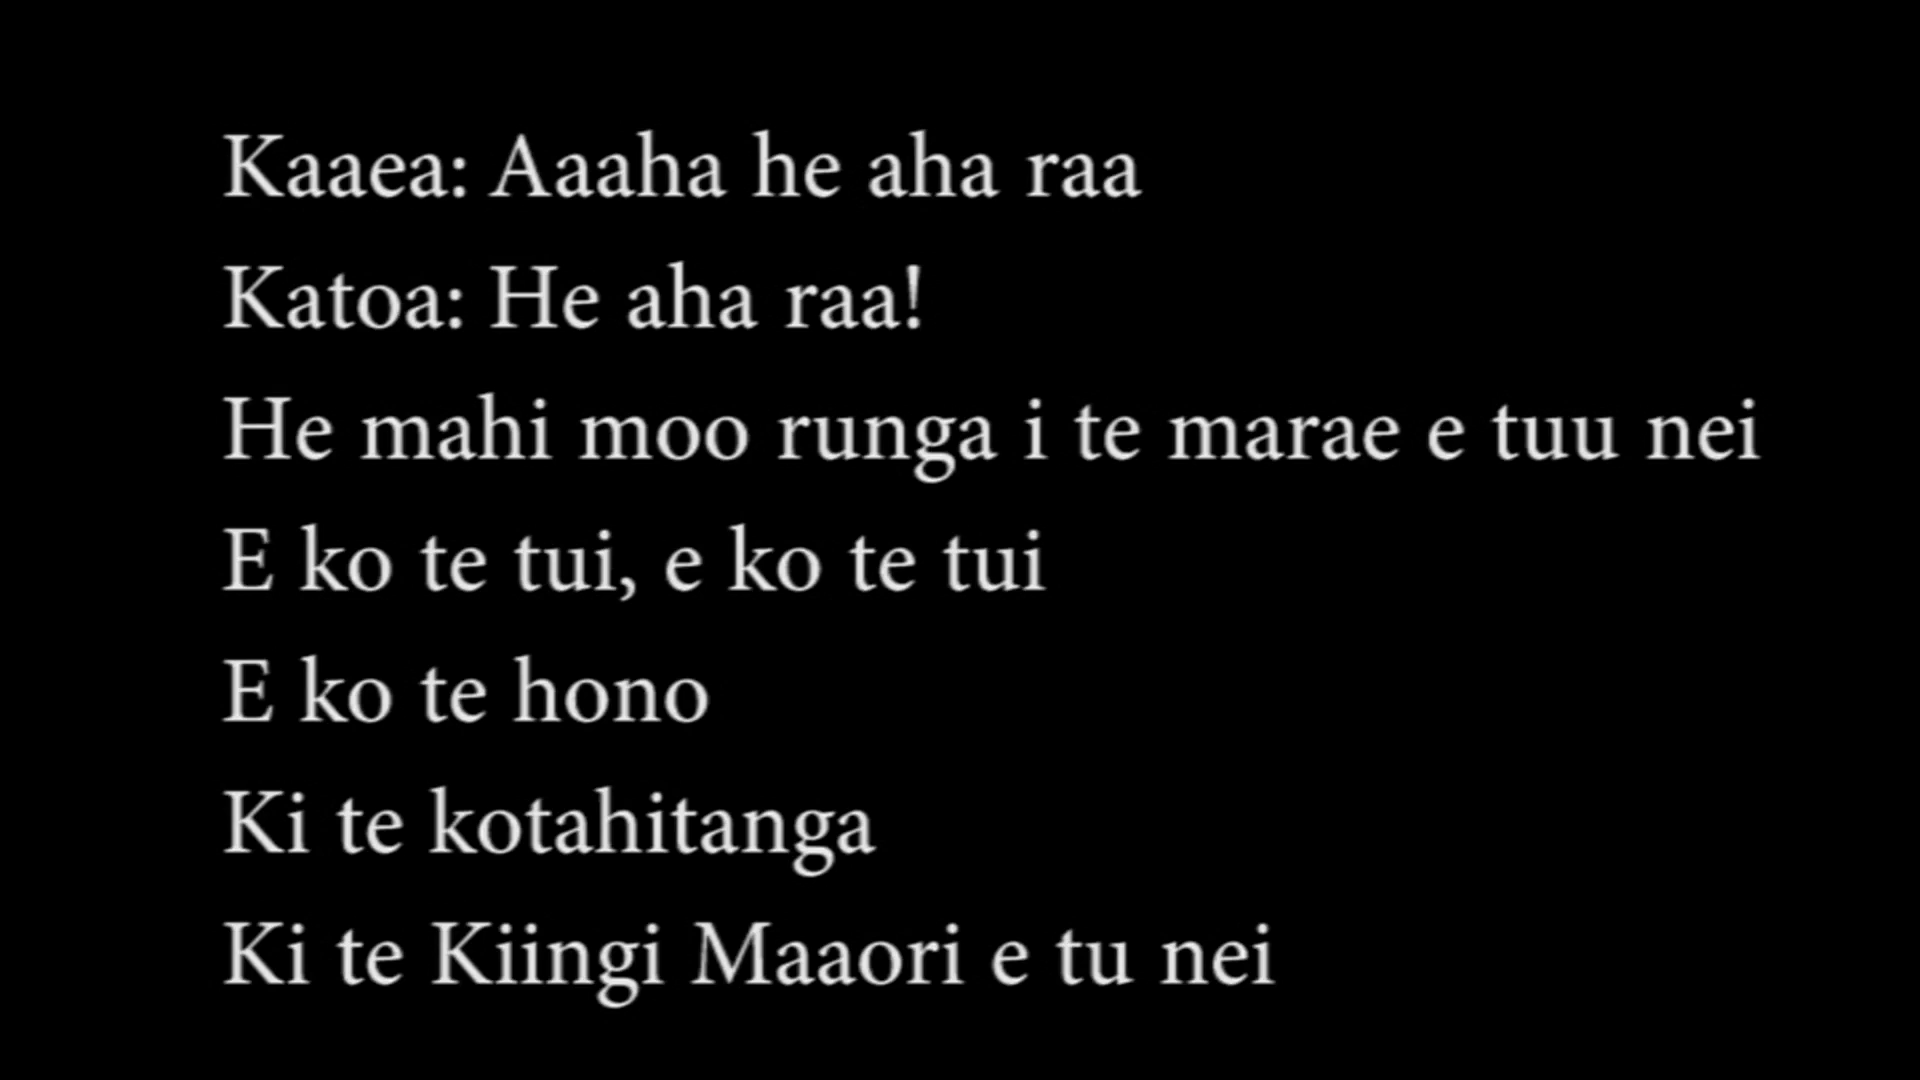 Kaaea: Aaaha he aha raa
Katoa: He aha raa!
He mahi moo runga i te marae e tuu nei
E ko te tui, e ko te tui
E ko te hono
Ki te kotahitanga
Ki te Kiingi Maaori e tu nei